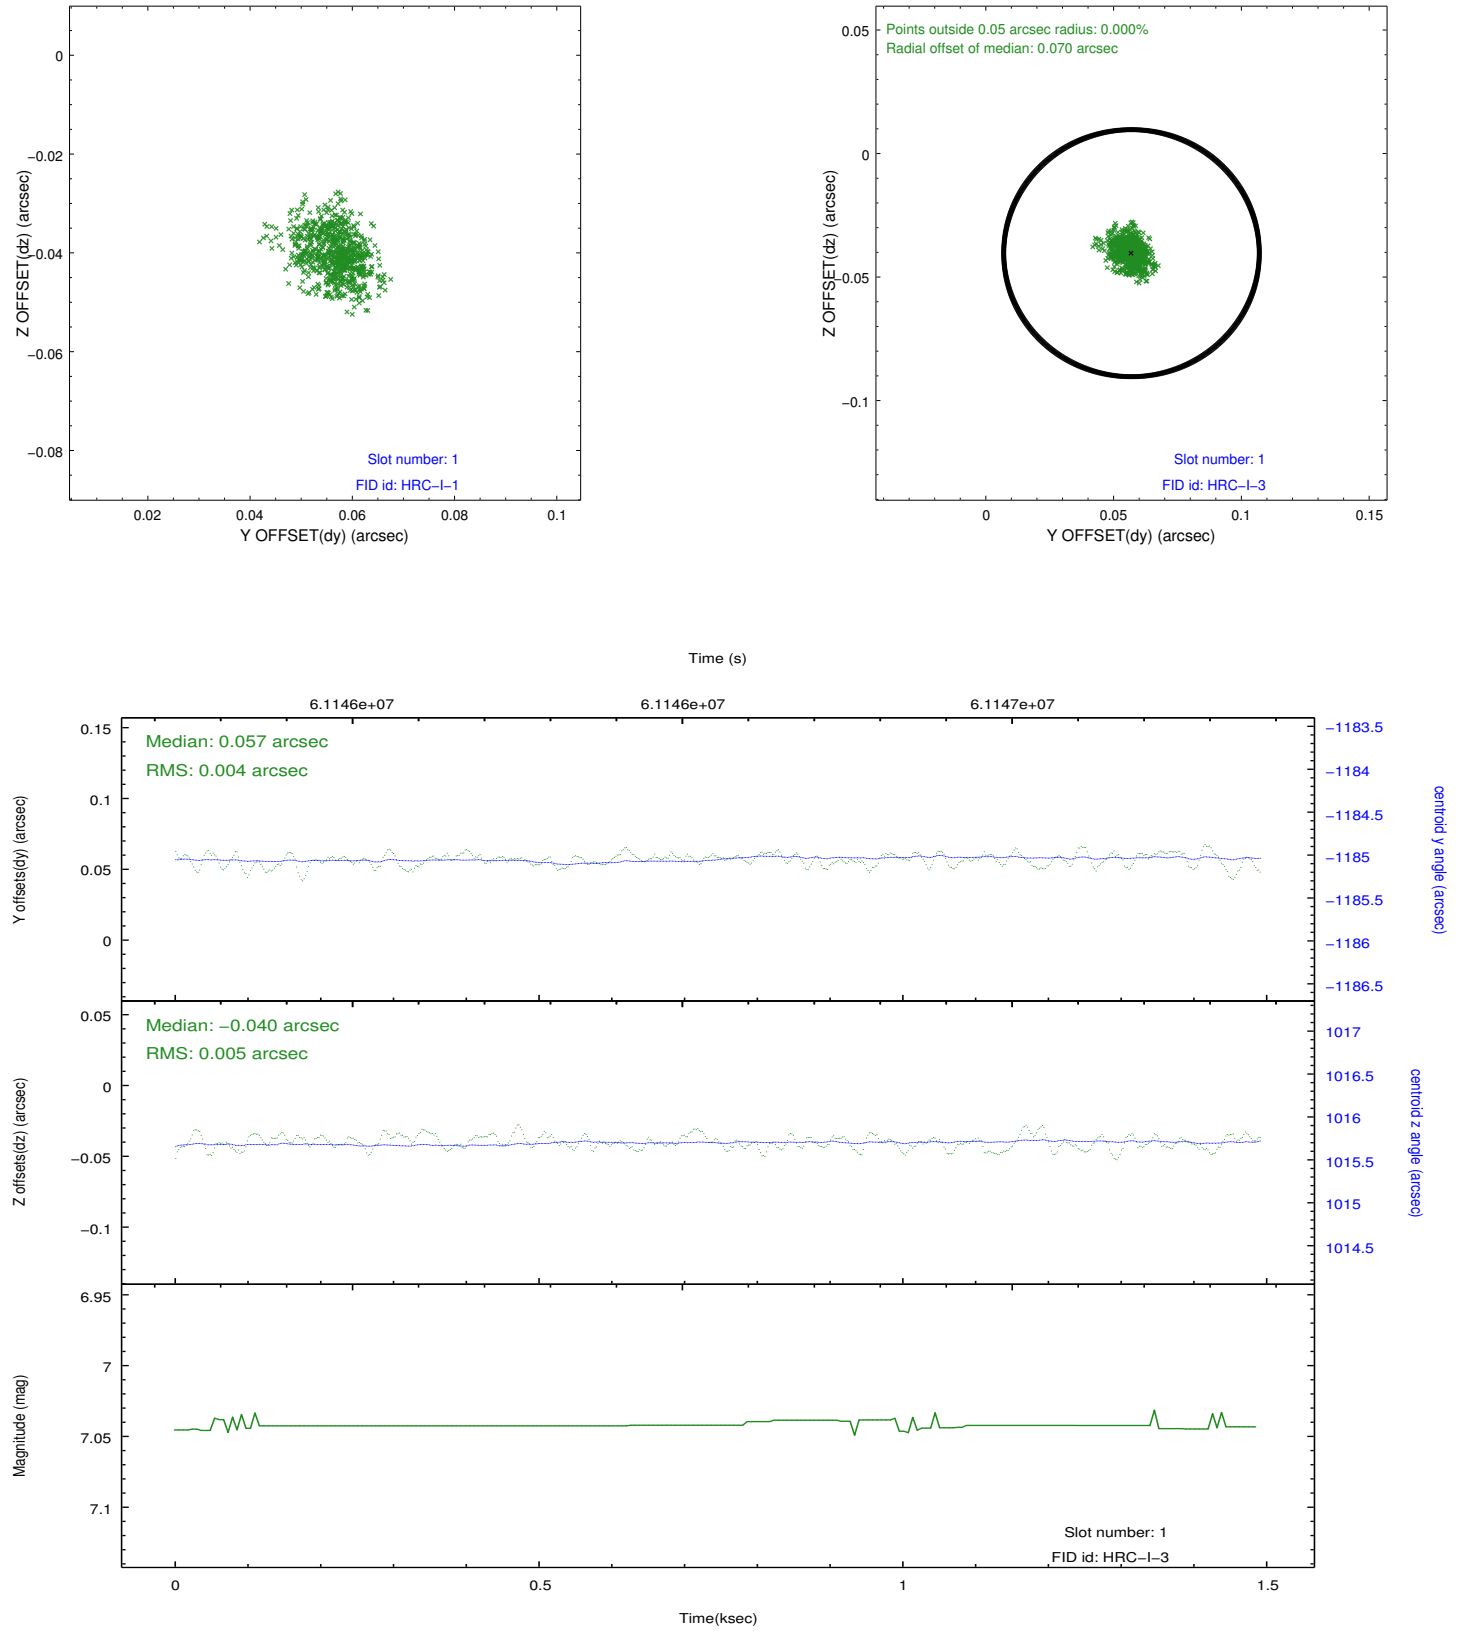 0
−0.02
−0.04
−0.06
−0.08
Z OFFSET(dz) (arcsec)
Slot number: 1
FID id: HRC−I−1
0.02
0.04
0.06
0.08
0.1
Y OFFSET(dy) (arcsec)
Points outside 0.05 arcsec radius: 0.000%
Radial offset of median: 0.070 arcsec
0.05
0
−0.05
−0.1
Z OFFSET(dz) (arcsec)
Slot number: 1
FID id: HRC−I−3
0
0.05
0.1
0.15
Y OFFSET(dy) (arcsec)
Time (s)
6.1146e+07
6.1146e+07
6.1147e+07
Median: 0.057 arcsec
RMS: 0.004 arcsec
0.15
0.1
0.05
0
Y offsets(dy) (arcsec)
−1183.5
−1184
−1184.5
−1185
−1185.5
−1186
−1186.5
centroid y angle (arcsec)
Median: −0.040 arcsec
RMS: 0.005 arcsec
0.05
0
−0.05
−0.1
Z offsets(dz) (arcsec)
1017
1016.5
1016
1015.5
1015
1014.5
centroid z angle (arcsec)
6.95
7
7.05
7.1
Magnitude (mag)
Slot number: 1
FID id: HRC−I−3
0
0.5
1
1.5
Time(ksec)